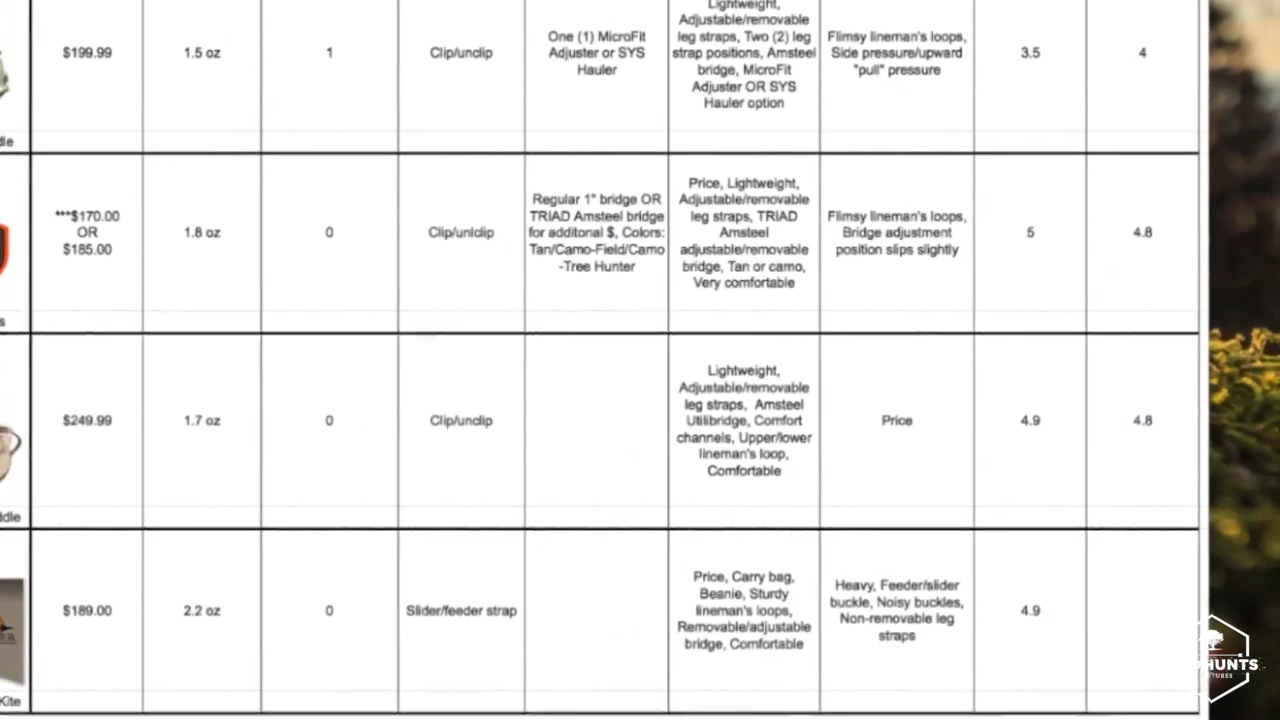 $199.99
1.5 oz
1
Clip/unclip
One (1) MicroFit
Adjuster or SYS
Hauler
Lightweight,
Adjustable/removable
leg straps, Two (2) leg
strap positions, Amsteel
bridge, MicroFit
Adjuster OR SYS
Hauler option
Flimsy lineman's loops,
Side pressure/upward
"pull" pressure
3.5
4
***$170.00
OR
$185.00
1.8 oz
0
Clip/unlclip
Regular 1" bridge OR
TRIAD Amsteel bridge
for additonal $, Colors:
Tan/Camo-Field/Camo
-Tree Hunter
Price, Lightweight,
Adjustable/removable
leg straps, TRIAD
Amsteel
adjustable/removable
bridge, Tan or camo,
Very comfortable
Flimsy lineman's loops,
Bridge adjustment
position slips slightly
5
4.8
$249.99
1.7 oz
0
Clip/unclip
Lightweight,
Adjustable/removable
leg straps, Amsteel
Utilibridge, Comfort
channels, Upper/lower
lineman's loop,
Comfortable
Price
4.9
4.8
$189.00
2.2 oz
0
Slider/feeder strap
Price, Carry bag,
Beanie, Sturdy
lineman's loops,
Removable/adjustable
bridge, Comfortable
Heavy, Feeder/slider
buckle, Noisy buckles,
Non-removable leg
straps
4.9
Kite
HUNTS